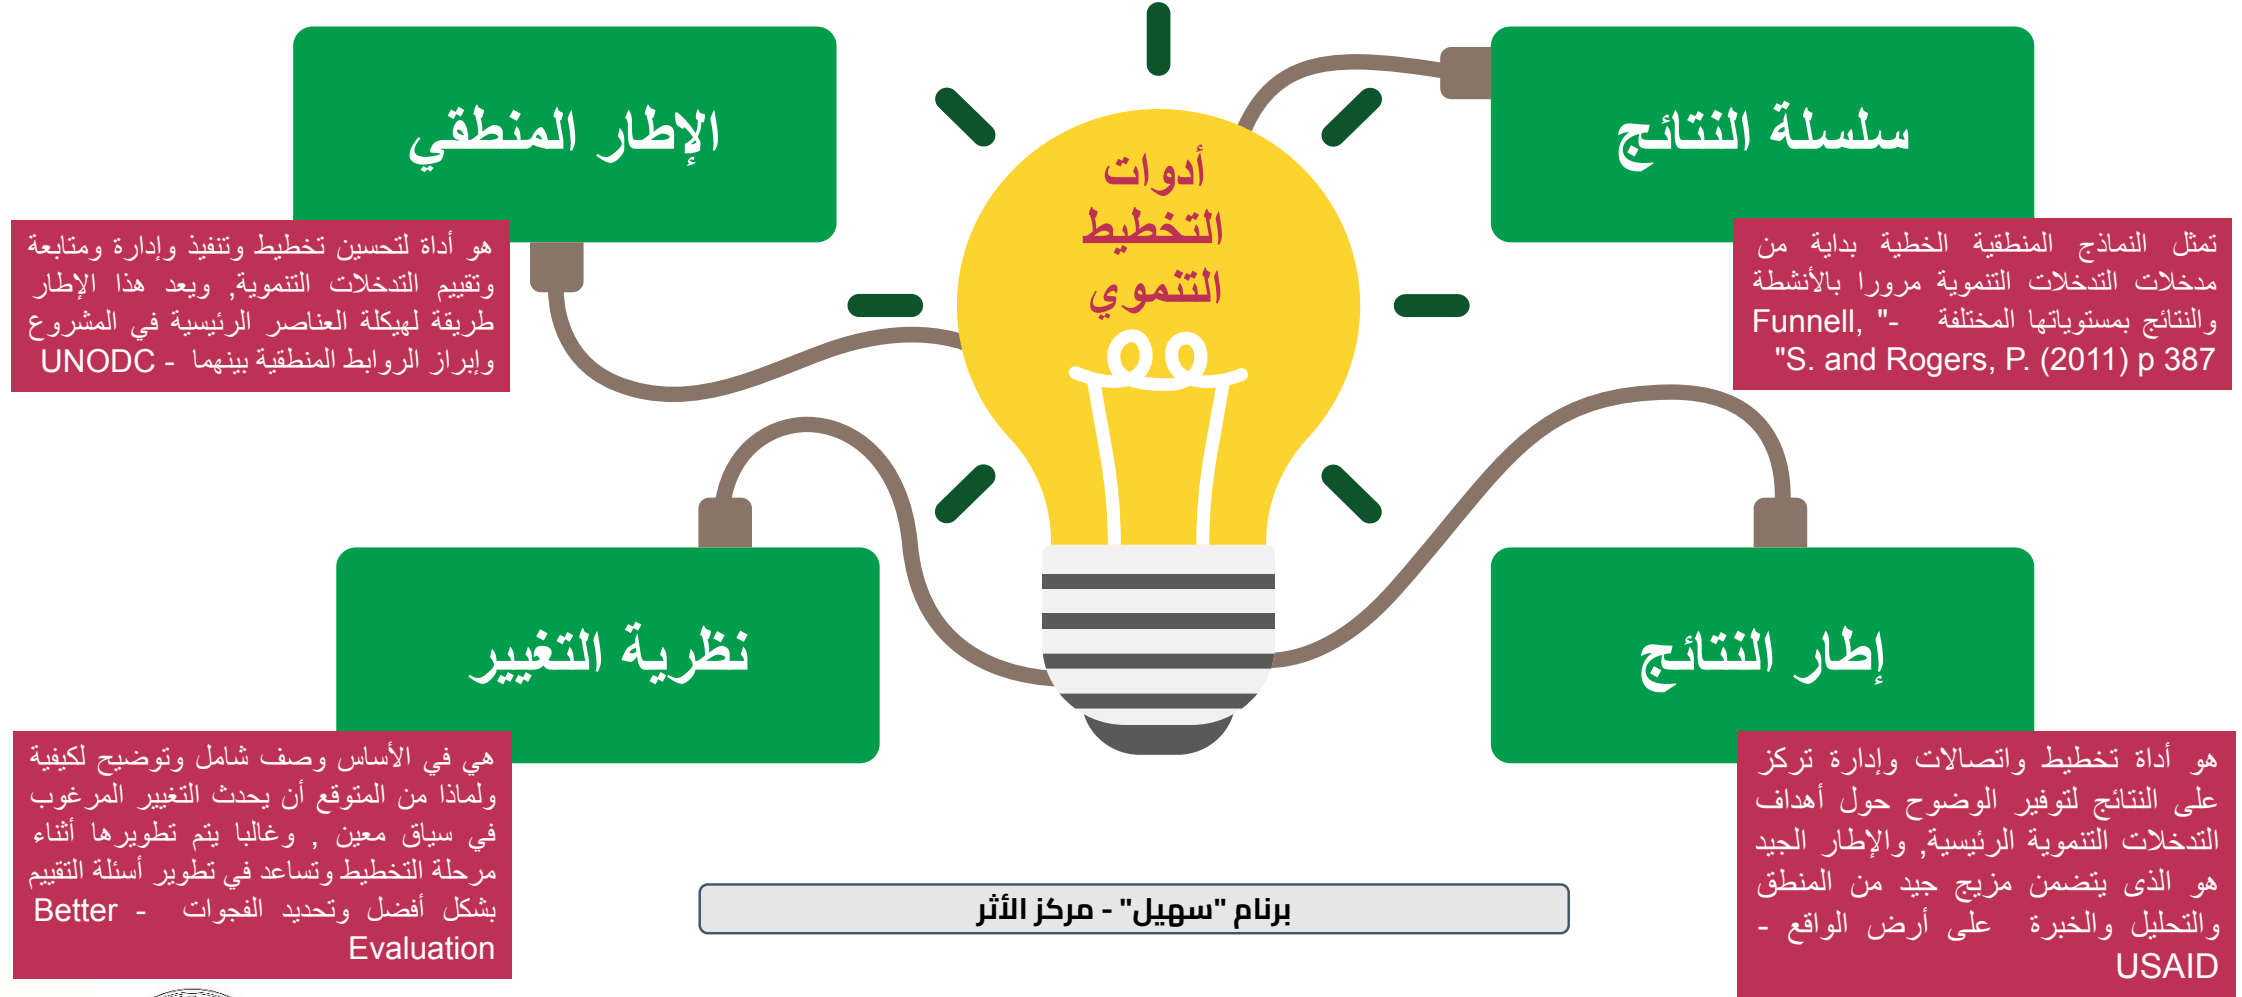 أدوات
التخطيط
التنموي
سلسلة النتائج
تمثل النماذج المنطقية الخطية بداية من
مدخلات التدخلات التنموية مرورا بالأنشطة
والنتائج بمستوياتها المختلفة -" Funnell,
S. and Rogers, P. (2011) p 387"
الإطار المنطقي
هو أداة لتحسين تخطيط وتنفيذ وإدارة ومتابعة
وتقييم التدخلات التنموية, ويعد هذا الإطار
طريقة لهيكلة العناصر الرئيسية في المشروع
وإبراز الروابط المنطقية بينهما - UNODC
إطار النتائج
هو أداة تخطيط واتصالات وإدارة تركز
على النتائج لتوفير الوضوح حول أهداف
التدخلات التنموية الرئيسية, والإطار الجيد
هو الذى يتضمن مزيج جيد من المنطق
والتحليل والخبرة على أرض الواقع -
USAID
نظرية التغيير
هي في الأساس وصف شامل وتوضيح لكيفية
ولماذا من المتوقع أن يحدث التغيير المرغوب
في سياق معين , وغالبا يتم تطويرها أثناء
مرحلة التخطيط وتساعد في تطوير أسئلة التقييم
بشكل أفضل وتحديد الفجوات - Better
Evaluation
برنام "سهيل" - مركز الأثر